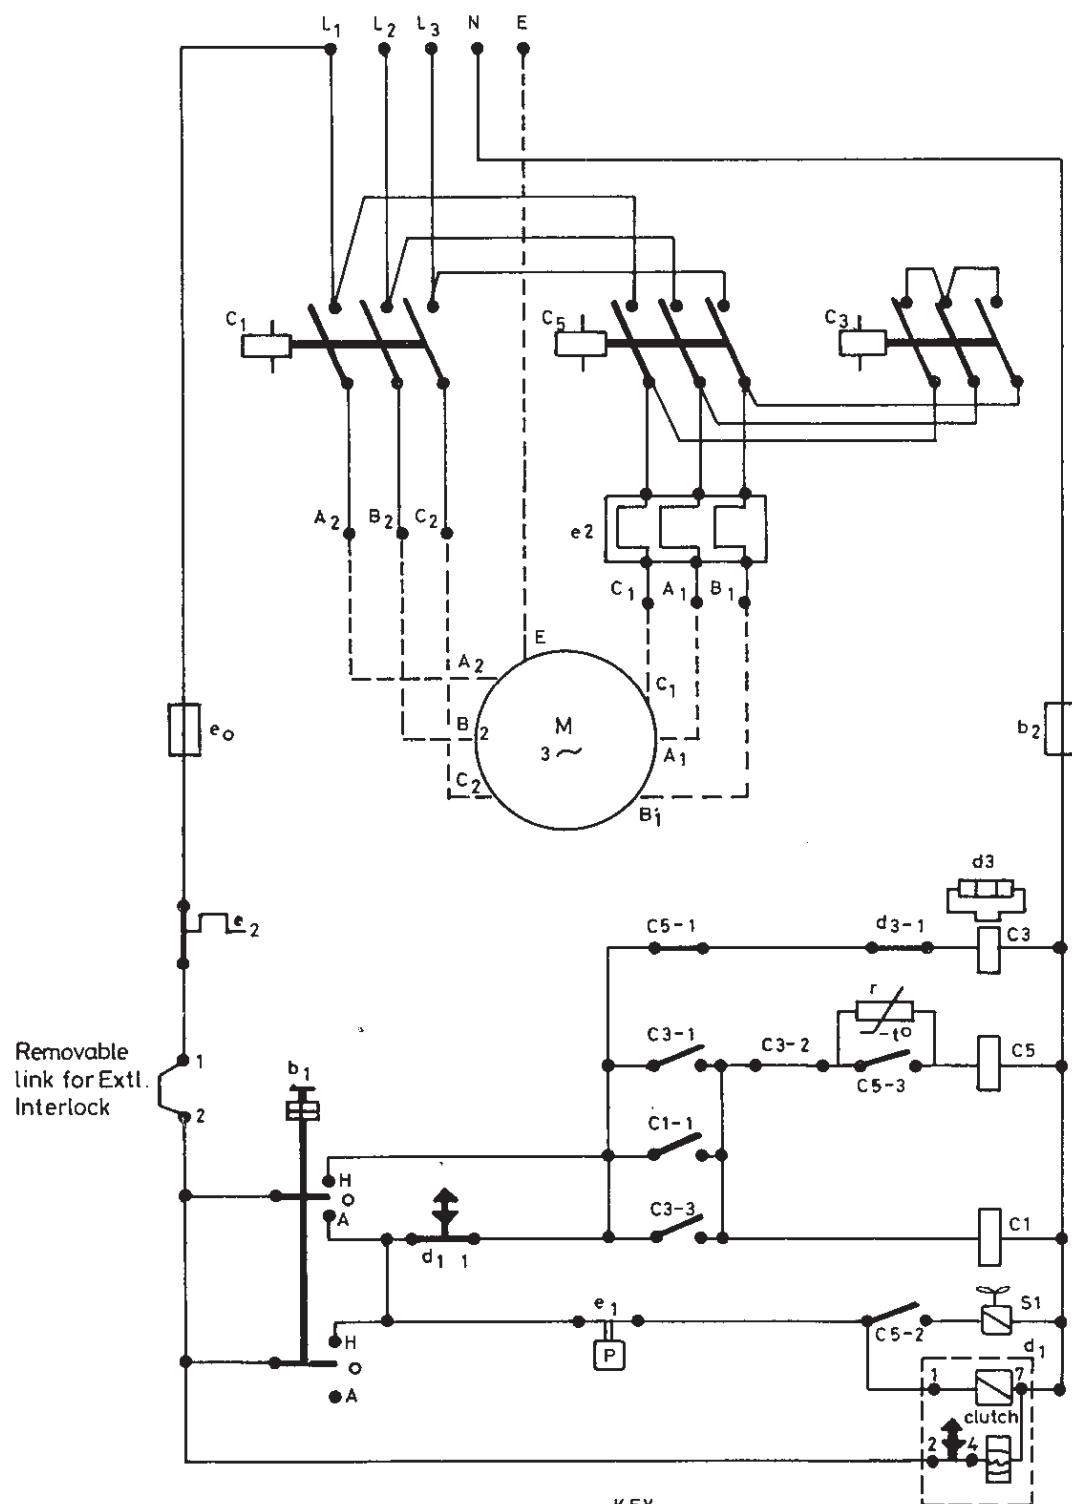 L1 L2 L3 N E
C1 C5 C3
A2 B2 C2
e2
C1 A1 B1
E
A2
C1
eo
B2
M
3~
A1
b2
C2
B1
d3
e2
C5-1 d3-1 C3
r
-to
C3-1 C3-2 C5
C5-3
Removable
link for Extl.
Interlock
1
2
b1
C1-1
H
O
A
C3-3 C1
d1 1
e1
P
C5-2 S1
H
O
A
d1
1 7
clutch
2 4
KEY